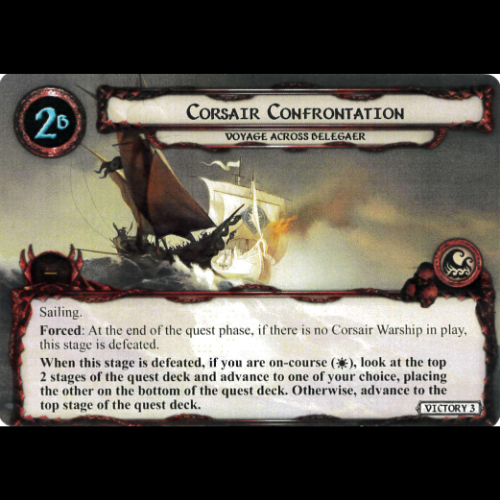 2B
CORSAIR CONFRONTATION
VOYAGE ACROSS BELEGAER
–
Sailing.
Forced: At the end of the quest phase, if there is no Corsair Warship in play,
this stage is defeated.
When this stage is defeated, if you are on-course (☀), look at the top
2 stages of the quest deck and advance to one of your choice, placing
the other on the bottom of the quest deck. Otherwise, advance to the
top stage of the quest deck.
VICTORY 3